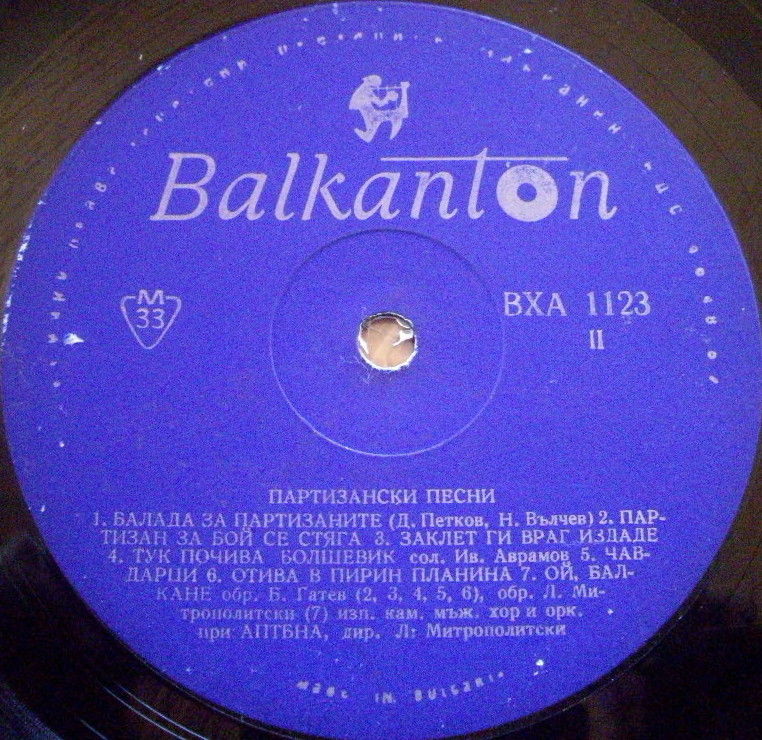 Balkanton
М
33
ВХА 1123
II
ПАРТИЗАНСКИ ПЕСНИ
1. БАЛАДА ЗА ПАРТИЗАНИТЕ (Д. Петков, Н. Вълчев) 2. ПАР-
ТИЗАН ЗА БОЙ СЕ СТЯГА 3. ЗАКЛЕТ ГИ ВРАГ ИЗДАДЕ
4. ТУК ПОЧИВА БОЛШЕВИК сол. Ив. Аврамов 5. ЧАВ-
ДАРЦИ 6. ОТИВА В ПИРИН ПЛАНИНА 7. ОЙ, БАЛ-
КАНЕ обр. Б. Гатев (2, 3, 4, 5, 6), обр. Л. Ми-
трополитски (7) изп. кам. мъж. хор и орк.
при АПТБНА, дир. Л. Митрополитски
MADE IN BULGARIA